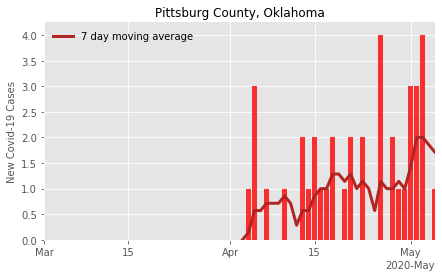 Pittsburg County, Oklahoma
7 day moving average
New Covid-19 Cases
4.0
3.5
3.0
2.5
2.0
1.5
1.0
0.5
0.0
Mar
15
Apr
15
May
2020-May